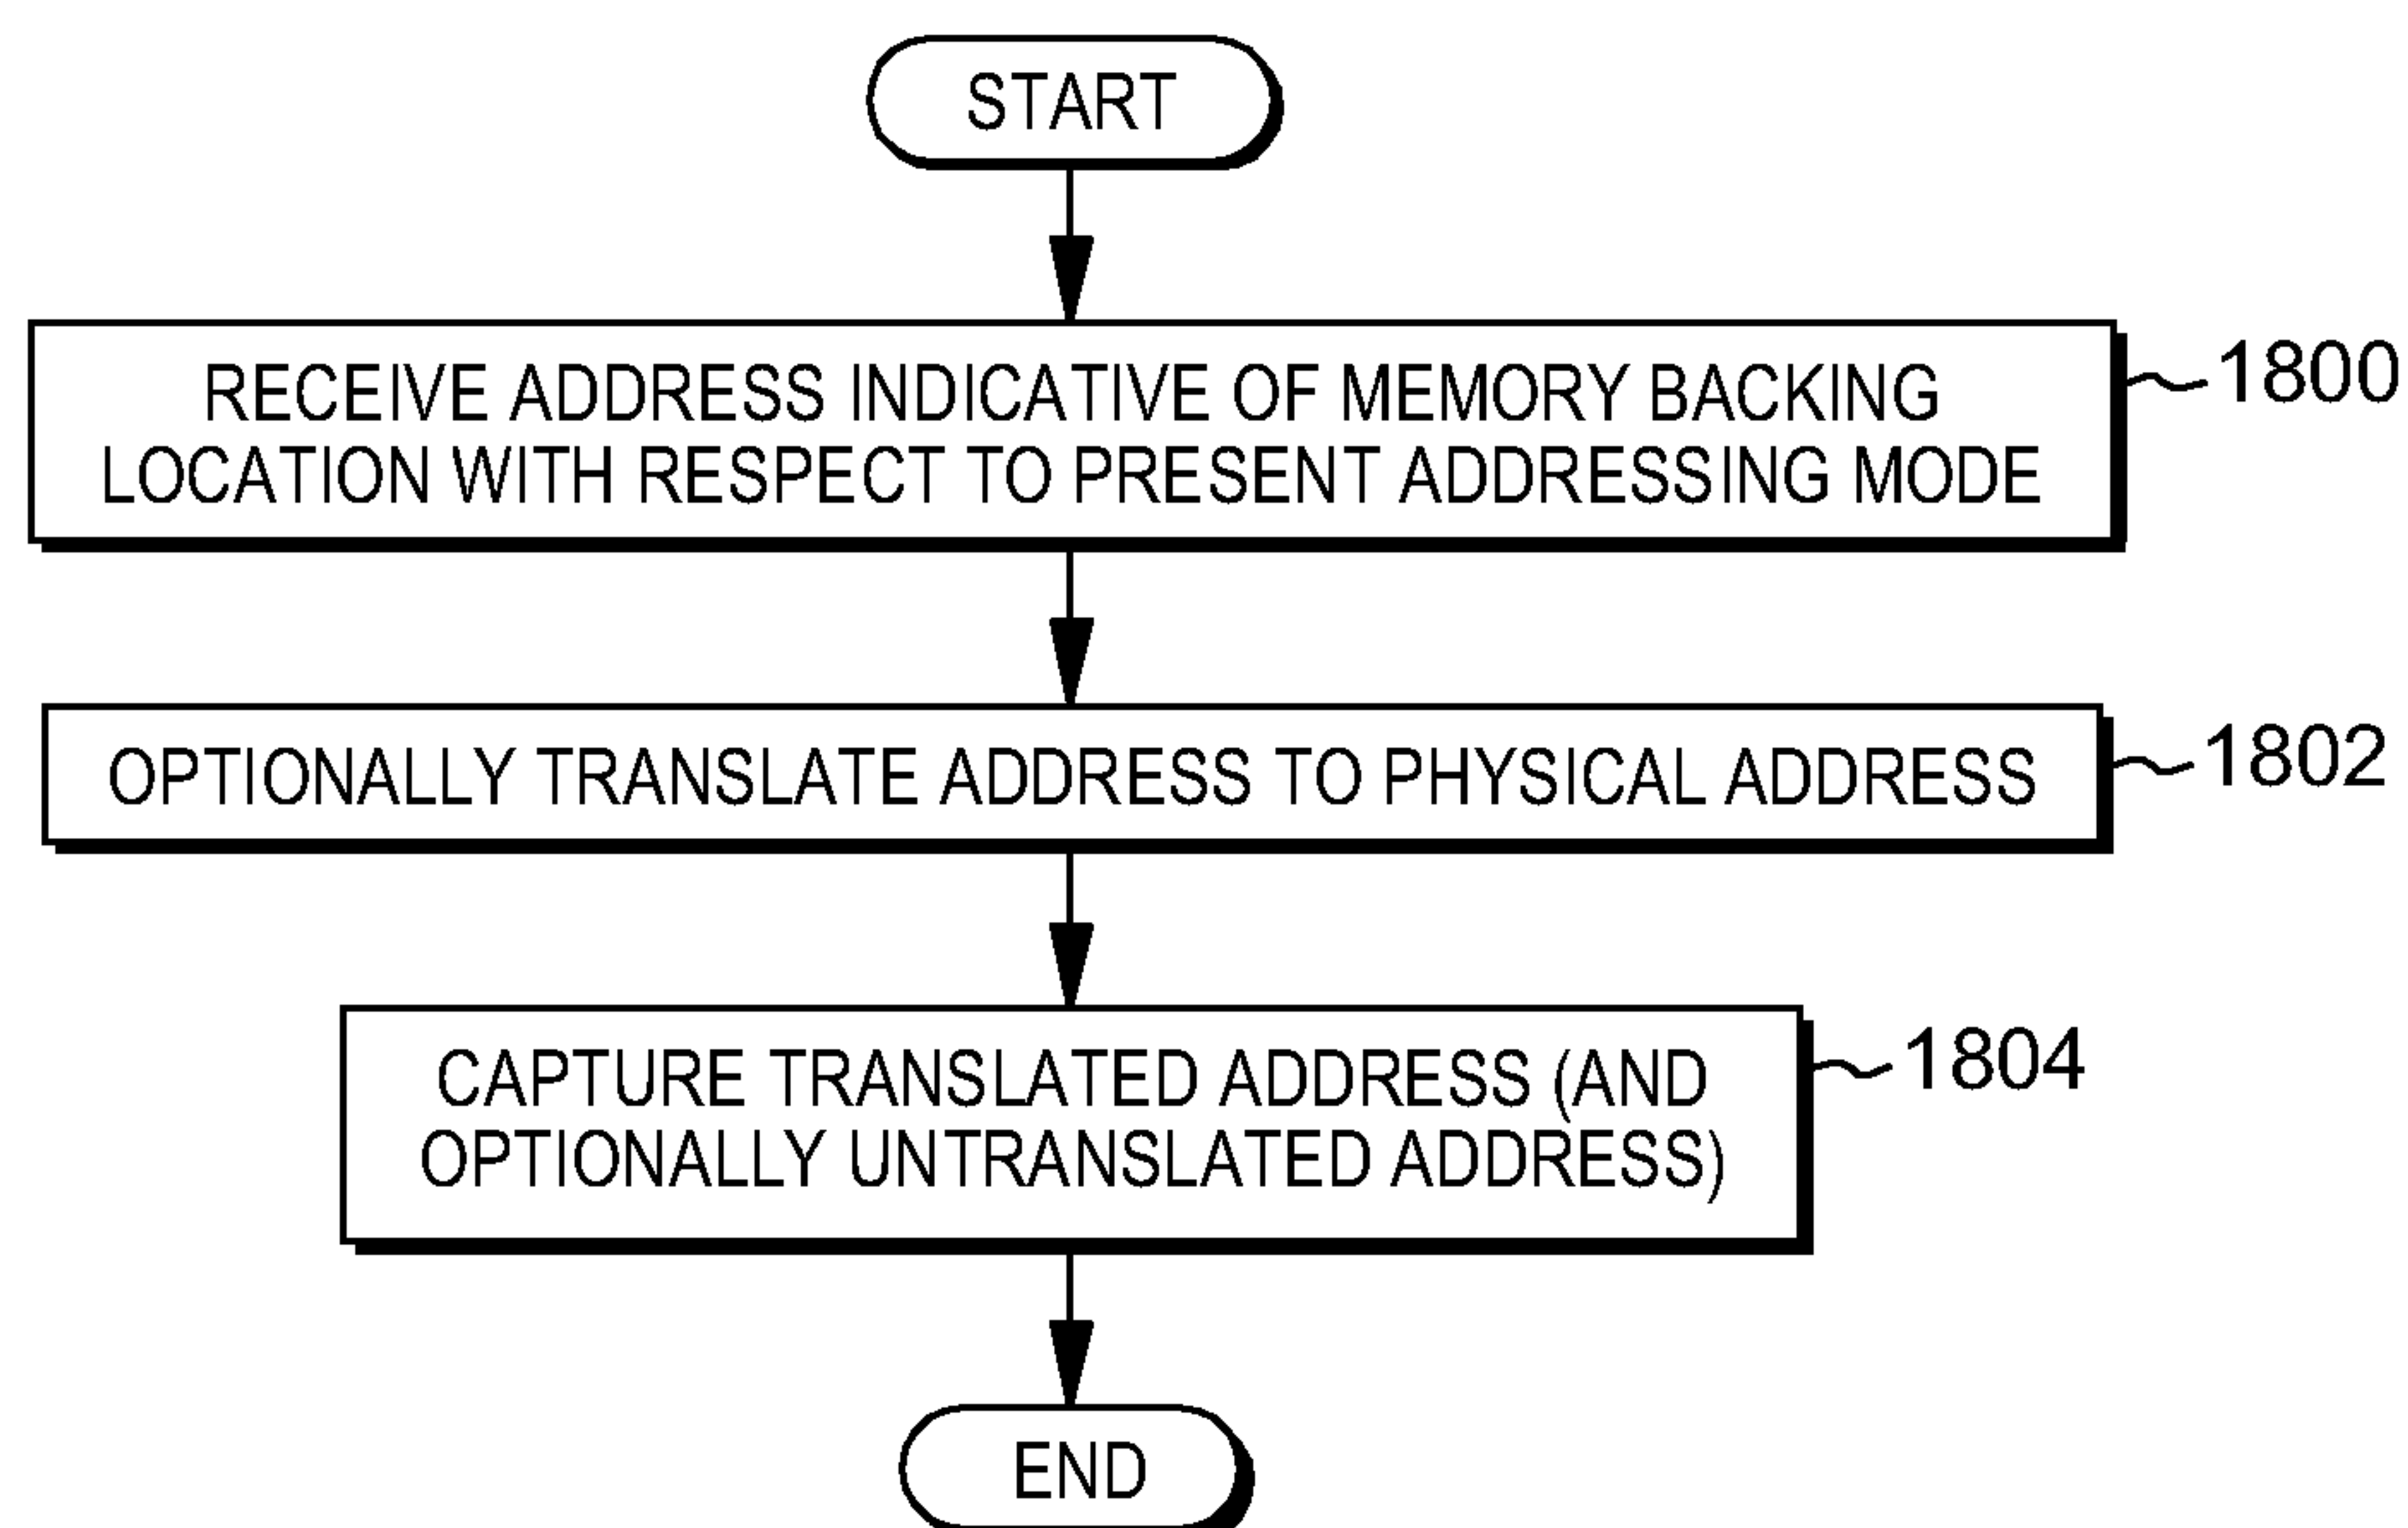 START
RECEIVE ADDRESS INDICATIVE OF MEMORY BACKING
LOCATION WITH RESPECT TO PRESENT ADDRESSING MODE
1800
OPTIONALLY TRANSLATE ADDRESS TO PHYSICAL ADDRESS
1802
CAPTURE TRANSLATED ADDRESS (AND
OPTIONALLY UNTRANSLATED ADDRESS)
1804
END